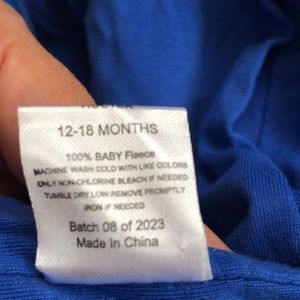 12-18 MONTHS
100% BABY Fleece
MACHINE WASH COLD WITH LIKE COLORS
ONLY NON-CHLORINE BLEACH.IF NEEDED
TUMBLE DRY LOW.REMOVE PROMPTLY
IRON IF NEEDED
Batch 08 of 2023
Made in China